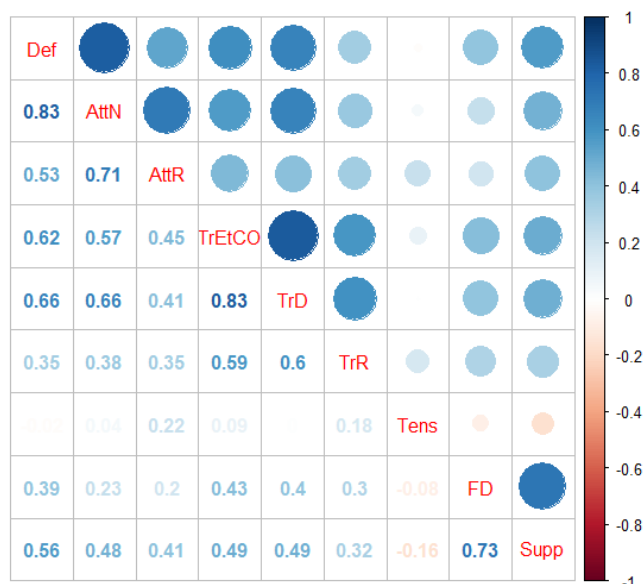 Def
0.83 AttN
0.53 0.71 AttR
0.62 0.57 0.45 TrEtCO
0.66 0.66 0.41 0.83 TrD
0.35 0.38 0.35 0.59 0.6 TrR
-0.02 0.04 0.22 0.09 0.18 Tens
0.39 0.23 0.2 0.43 0.4 0.3 -0.08 FD
0.56 0.48 0.41 0.49 0.49 0.32 -0.16 0.73 Supp
1
0.8
0.6
0.4
0.2
0
-0.2
-0.4
-0.6
-0.8
-1